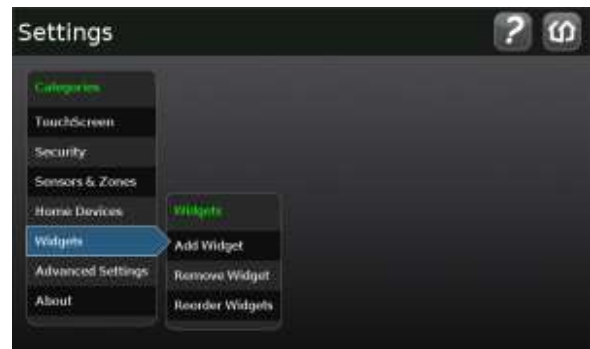 Settings
?
Categories
TouchScreen
Security
Sensors & Zones
Home Devices
Widgets
Advanced Settings
About
Widgets
Add Widget
Remove Widget
Reorder Widgets